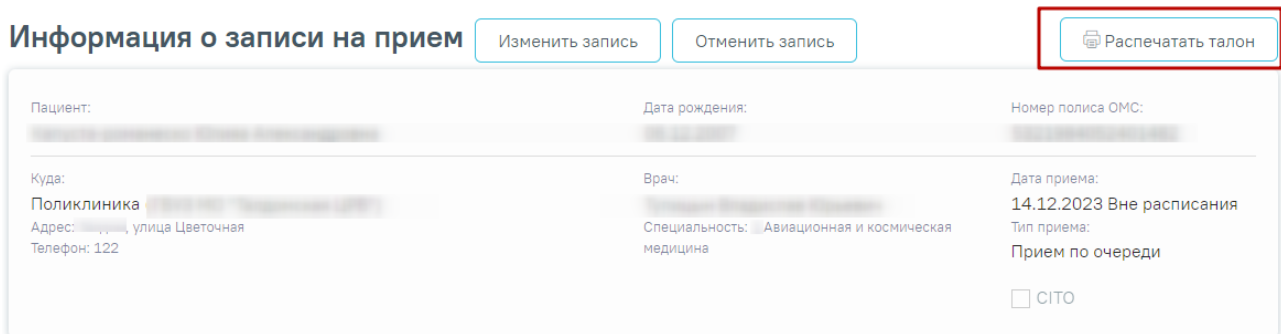 Информация о записи на прием
Изменить запись
Отменить запись
Распечатать талон
Пациент:
Дата рождения:
Номер полиса ОМС:
Куда:
Врач:
Дата приема:
Поликлиника
14.12.2023 Вне расписания
Адрес: , улица Цветочная
Специальность: Авиационная и космическая
медицина
Тип приема:
Телефон: 122
Прием по очереди
CITO